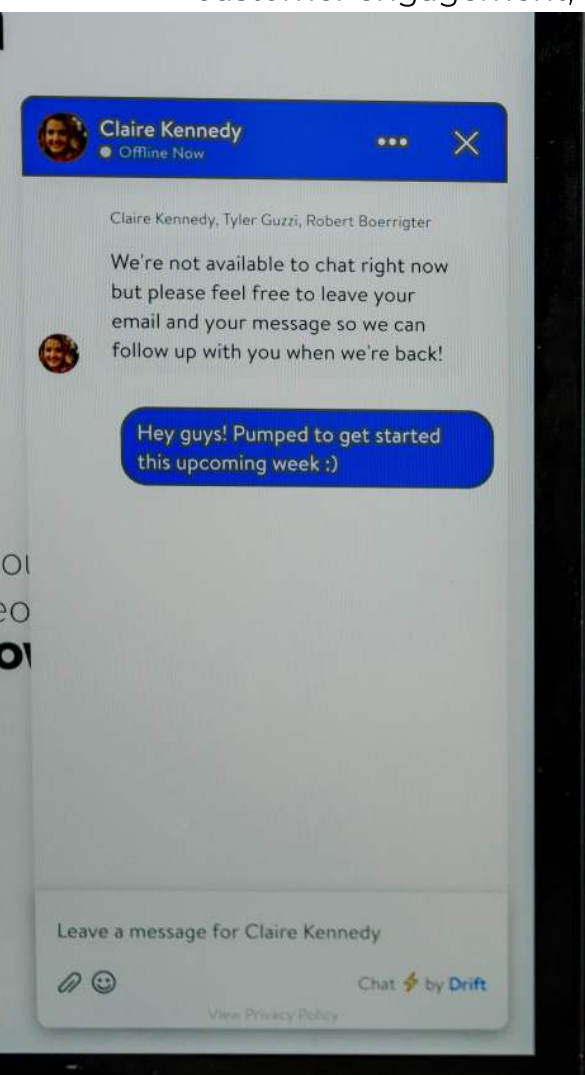 customer engagement,
Claire Kennedy
Offline Now
Claire Kennedy, Tyler Guzzi, Robert Boerrigter
We're not available to chat right now
but please feel free to leave your
email and your message so we can
follow up with you when we're back!
Hey guys! Pumped to get started
this upcoming week :)
Leave a message for Claire Kennedy
Chat ⚡ by Drift
View Privacy Policy